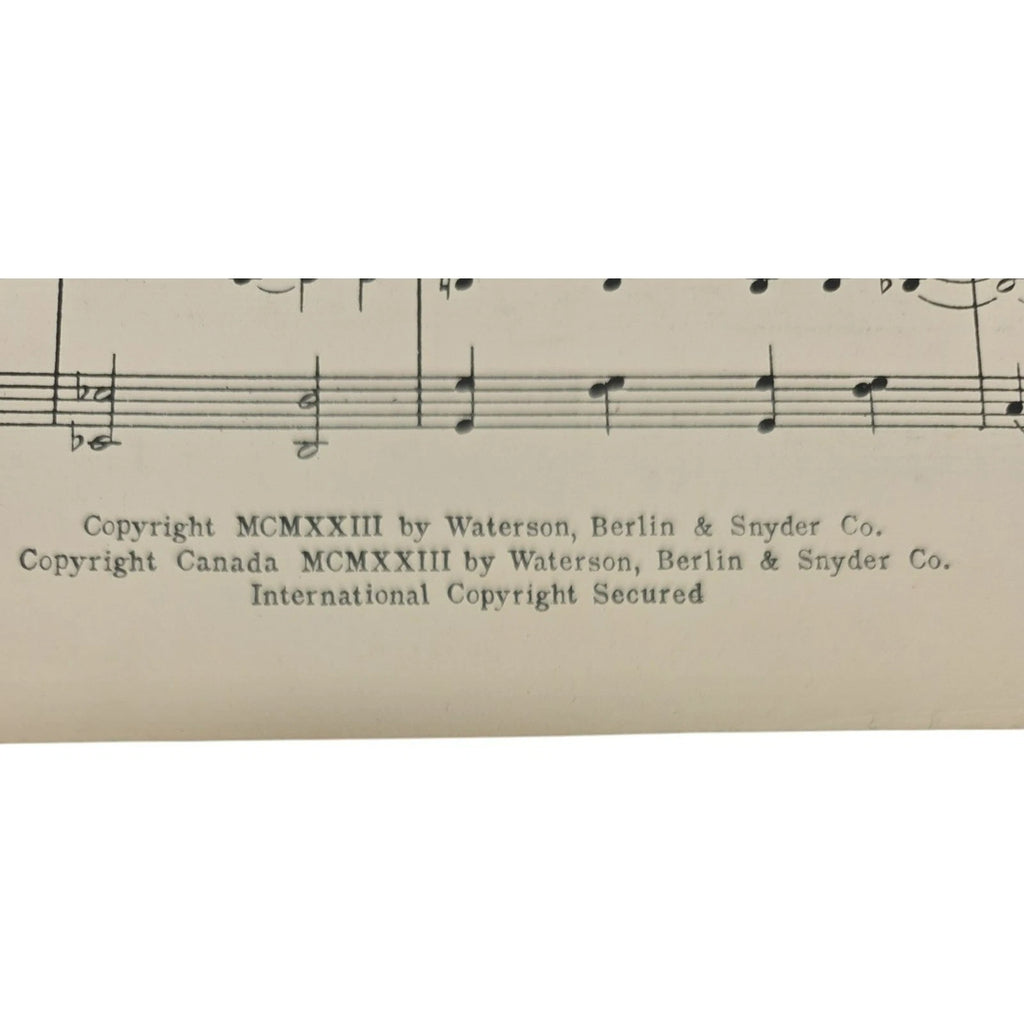 Copyright MCMXXIII by Waterson, Berlin & Snyder Co.
Copyright Canada MCMXXIII by Waterson, Berlin & Snyder Co.
International Copyright Secured